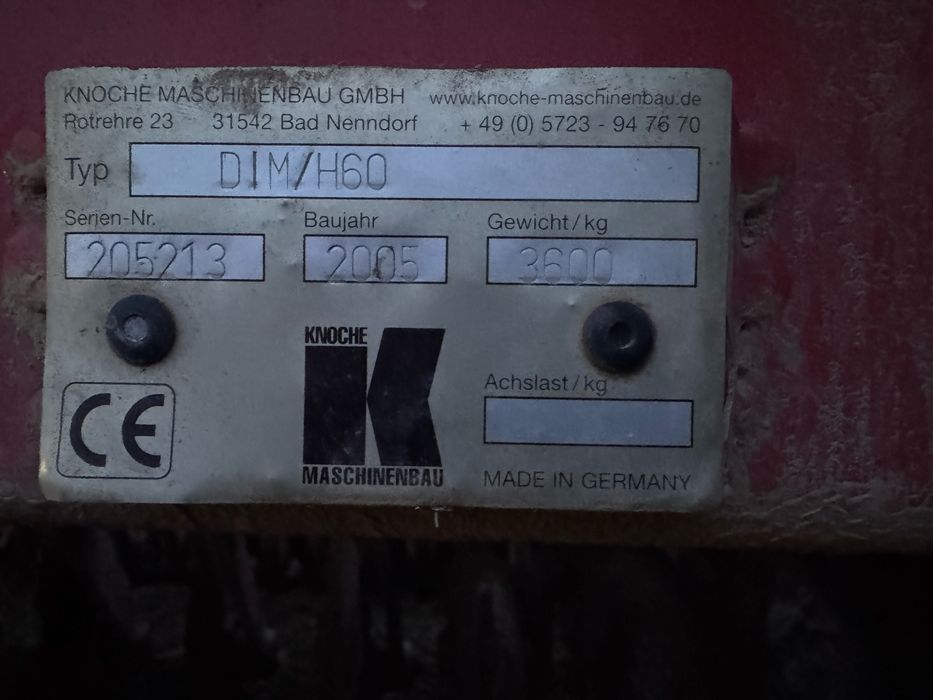 KNOCHE MASCHINENBAU GMBH www.knoche-maschinenbau.de
Rotrehre 23 31542 Bad Nenndorf + 49 (0) 5723 - 94 76 70
Typ DIM/H60
Serien-Nr. Baujahr Gewicht/kg
205213 2005 3600
KNOCHE
K
MASCHINENBAU
CE
Achslast/kg
MADE IN GERMANY